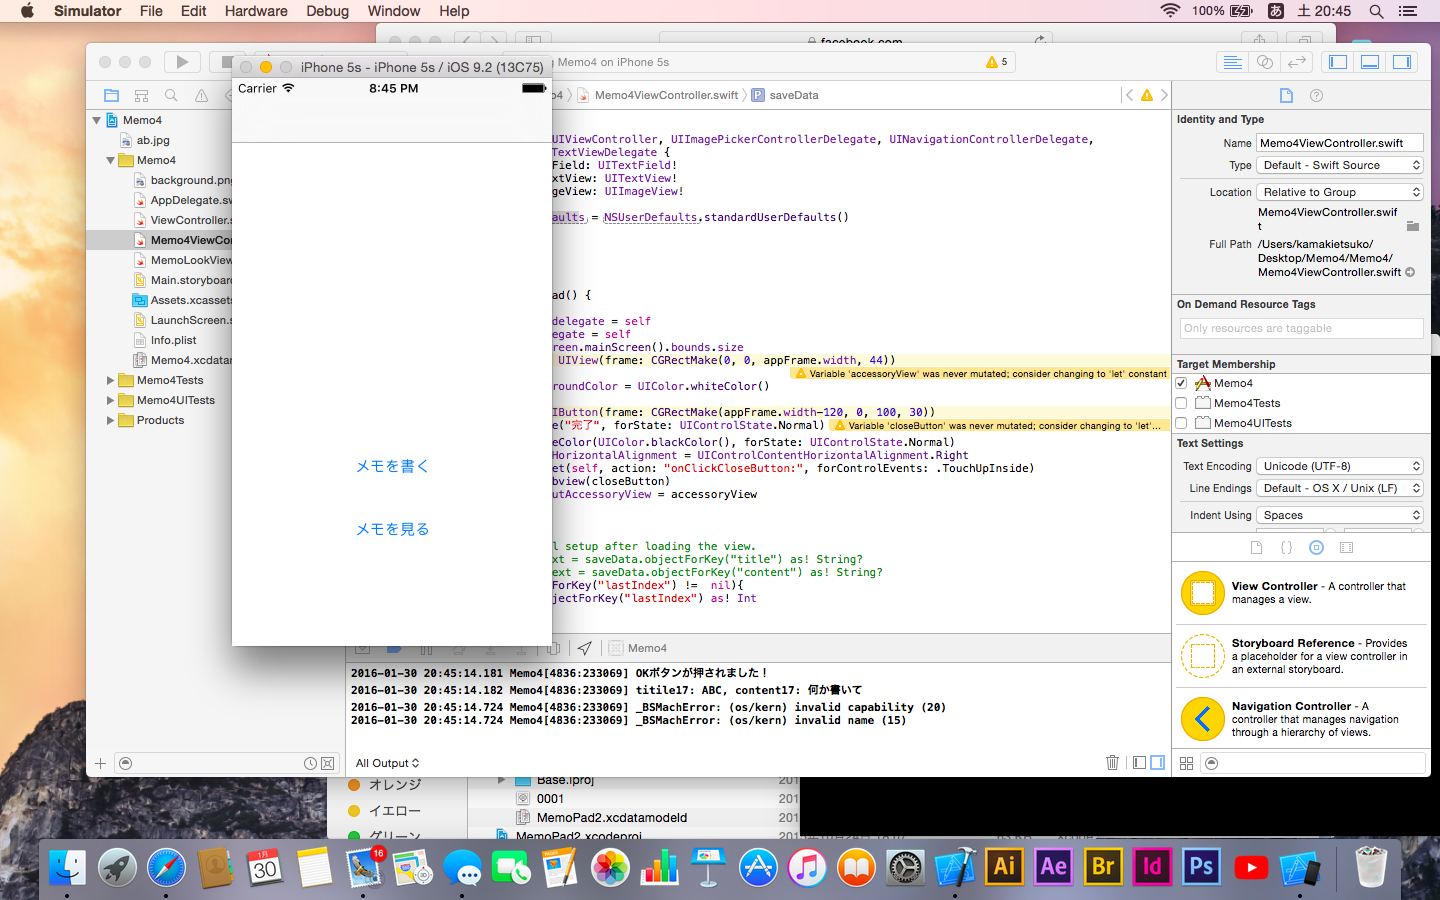 Simulator File Edit Hardware Debug Window Help 100% あ 土 20:45
facebook.com
Memo4 on iPhone 5s 5
iPhone 5s - iPhone 5s / iOS 9.2 (13C75)
Carrier 8:45 PM
メモを書く
メモを見る
Memo4
ab.jpg
Memo4
background.png
AppDelegate.sw
ViewController.s
Memo4ViewCon
MemoLookView
Main.storyboard
Assets.xcassets
LaunchScreen.s
Info.plist
Memo4.xcdatam
Memo4Tests
Memo4UITests
Products
Memo4ViewController.swift saveData
UIViewController, UIImagePickerControllerDelegate, UINavigationControllerDelegate,
TextViewDelegate {
Field: UITextField!
xtView: UITextView!
geView: UIImageView!
aults = NSUserDefaults.standardUserDefaults()
ad() {
delegate = self
egate = self
reen.mainScreen().bounds.size
UIView(frame: CGRectMake(0, 0, appFrame.width, 44))
Variable 'accessoryView' was never mutated; consider changing to 'let' constant
roundColor = UIColor.whiteColor()
IButton(frame: CGRectMake(appFrame.width-120, 0, 100, 30))
e("完了", forState: UIControlState.Normal) Variable 'closeButton' was never mutated; consider changing to 'let'...
eColor(UIColor.blackColor(), forState: UIControlState.Normal)
HorizontalAlignment = UIControlContentHorizontalAlignment.Right
et(self, action: "onClickCloseButton:", forControlEvents: .TouchUpInside)
bview(closeButton)
utAccessoryView = accessoryView
l setup after loading the view.
xt = saveData.objectForKey("title") as! String?
ext = saveData.objectForKey("content") as! String?
ForKey("lastIndex") != nil){
jectForKey("lastIndex") as! Int
Memo4
2016-01-30 20:45:14.181 Memo4[4836:233069] OKボタンが押されました！
2016-01-30 20:45:14.182 Memo4[4836:233069] titile17: ABC, content17: 何か書いて
2016-01-30 20:45:14.724 Memo4[4836:233069] _BSMachError: (os/kern) invalid capability (20)
2016-01-30 20:45:14.724 Memo4[4836:233069] _BSMachError: (os/kern) invalid name (15)
All Output
Identity and Type
Name Memo4ViewController.swift
Type Default - Swift Source
Location Relative to Group
Memo4ViewController.swif
t
Full Path /Users/kamakietsuko/
Desktop/Memo4/Memo4/
Memo4ViewController.swift
On Demand Resource Tags
Only resources are taggable
Target Membership
Memo4
Memo4Tests
Memo4UITests
Text Settings
Text Encoding Unicode (UTF-8)
Line Endings Default - OS X / Unix (LF)
Indent Using Spaces
View Controller - A controller that
manages a view.
Storyboard Reference - Provides
a placeholder for a view controller in
an external storyboard.
Navigation Controller - A
controller that manages navigation
through a hierarchy of views.
オレンジ
イエロー
グリーン
Base.lproj
0001
MemoPad2.xcdatamodeld
MemoPad2.xcodeproj
1月
30
16
Ai
Ae
Br
Id
Ps